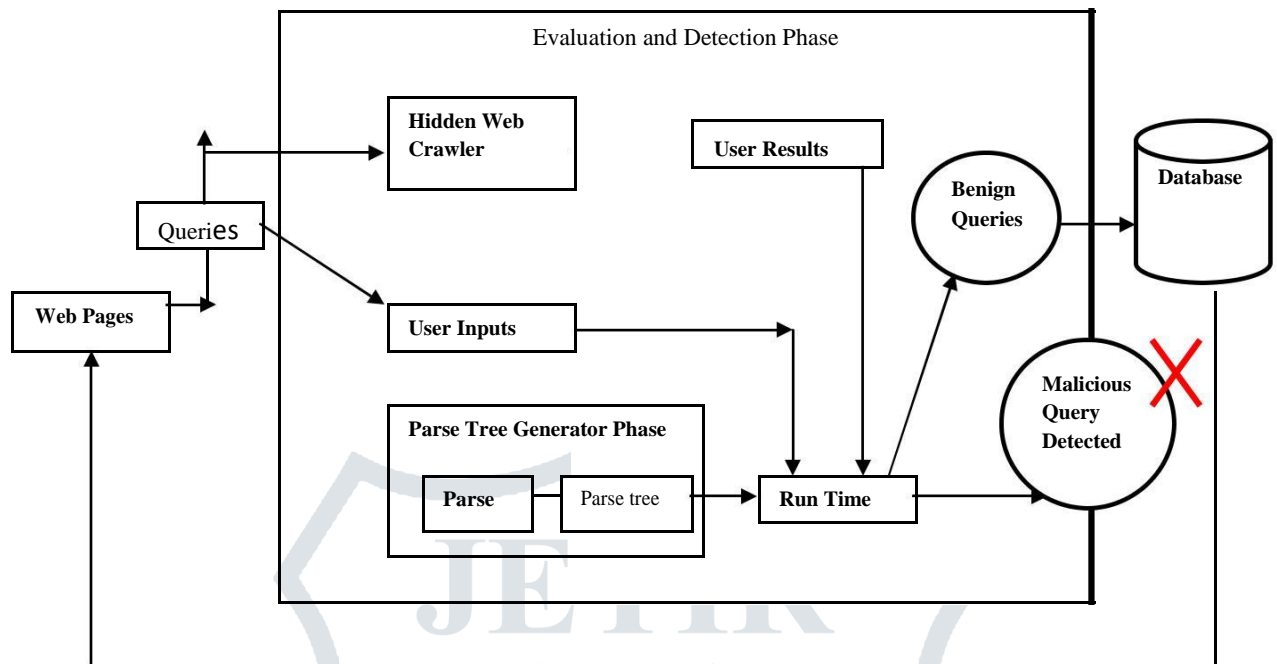 Evaluation and Detection Phase
Hidden Web
Crawler
User Results
Benign
Queries
Database
Queries
Web Pages
User Inputs
Malicious
Query
Detected
Parse Tree Generator Phase
Parse
Parse tree
Run Time
JETIR